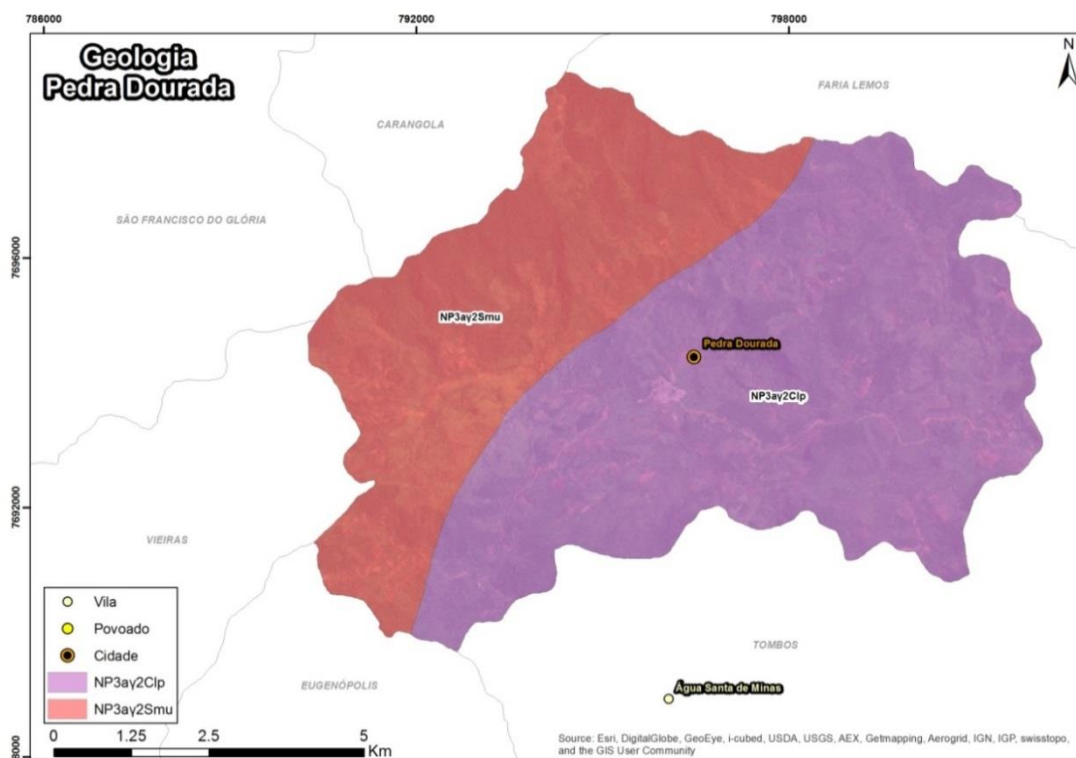 786000
792000
798000
Geologia
Pedra Dourada
N
FARIA LEMOS
CARANGOLA
SÃO FRANCISCO DO GLÓRIA
7696000
NP3aγ2Smu
Pedra Dourada
NP3aγ2Clp
7692000
VIEIRAS
Vila
Povoado
Cidade
NP3aγ2Clp
NP3aγ2Smu
TOMBOS
EUGENÓPOLIS
Água Santa de Minas
0 1.25 2.5 5
Km
Source: Esri, DigitalGlobe, GeoEye, i-cubed, USDA, USGS, AEX, Getmapping, Aerogrid, IGN, IGP, swisstopo,
and the GIS User Community